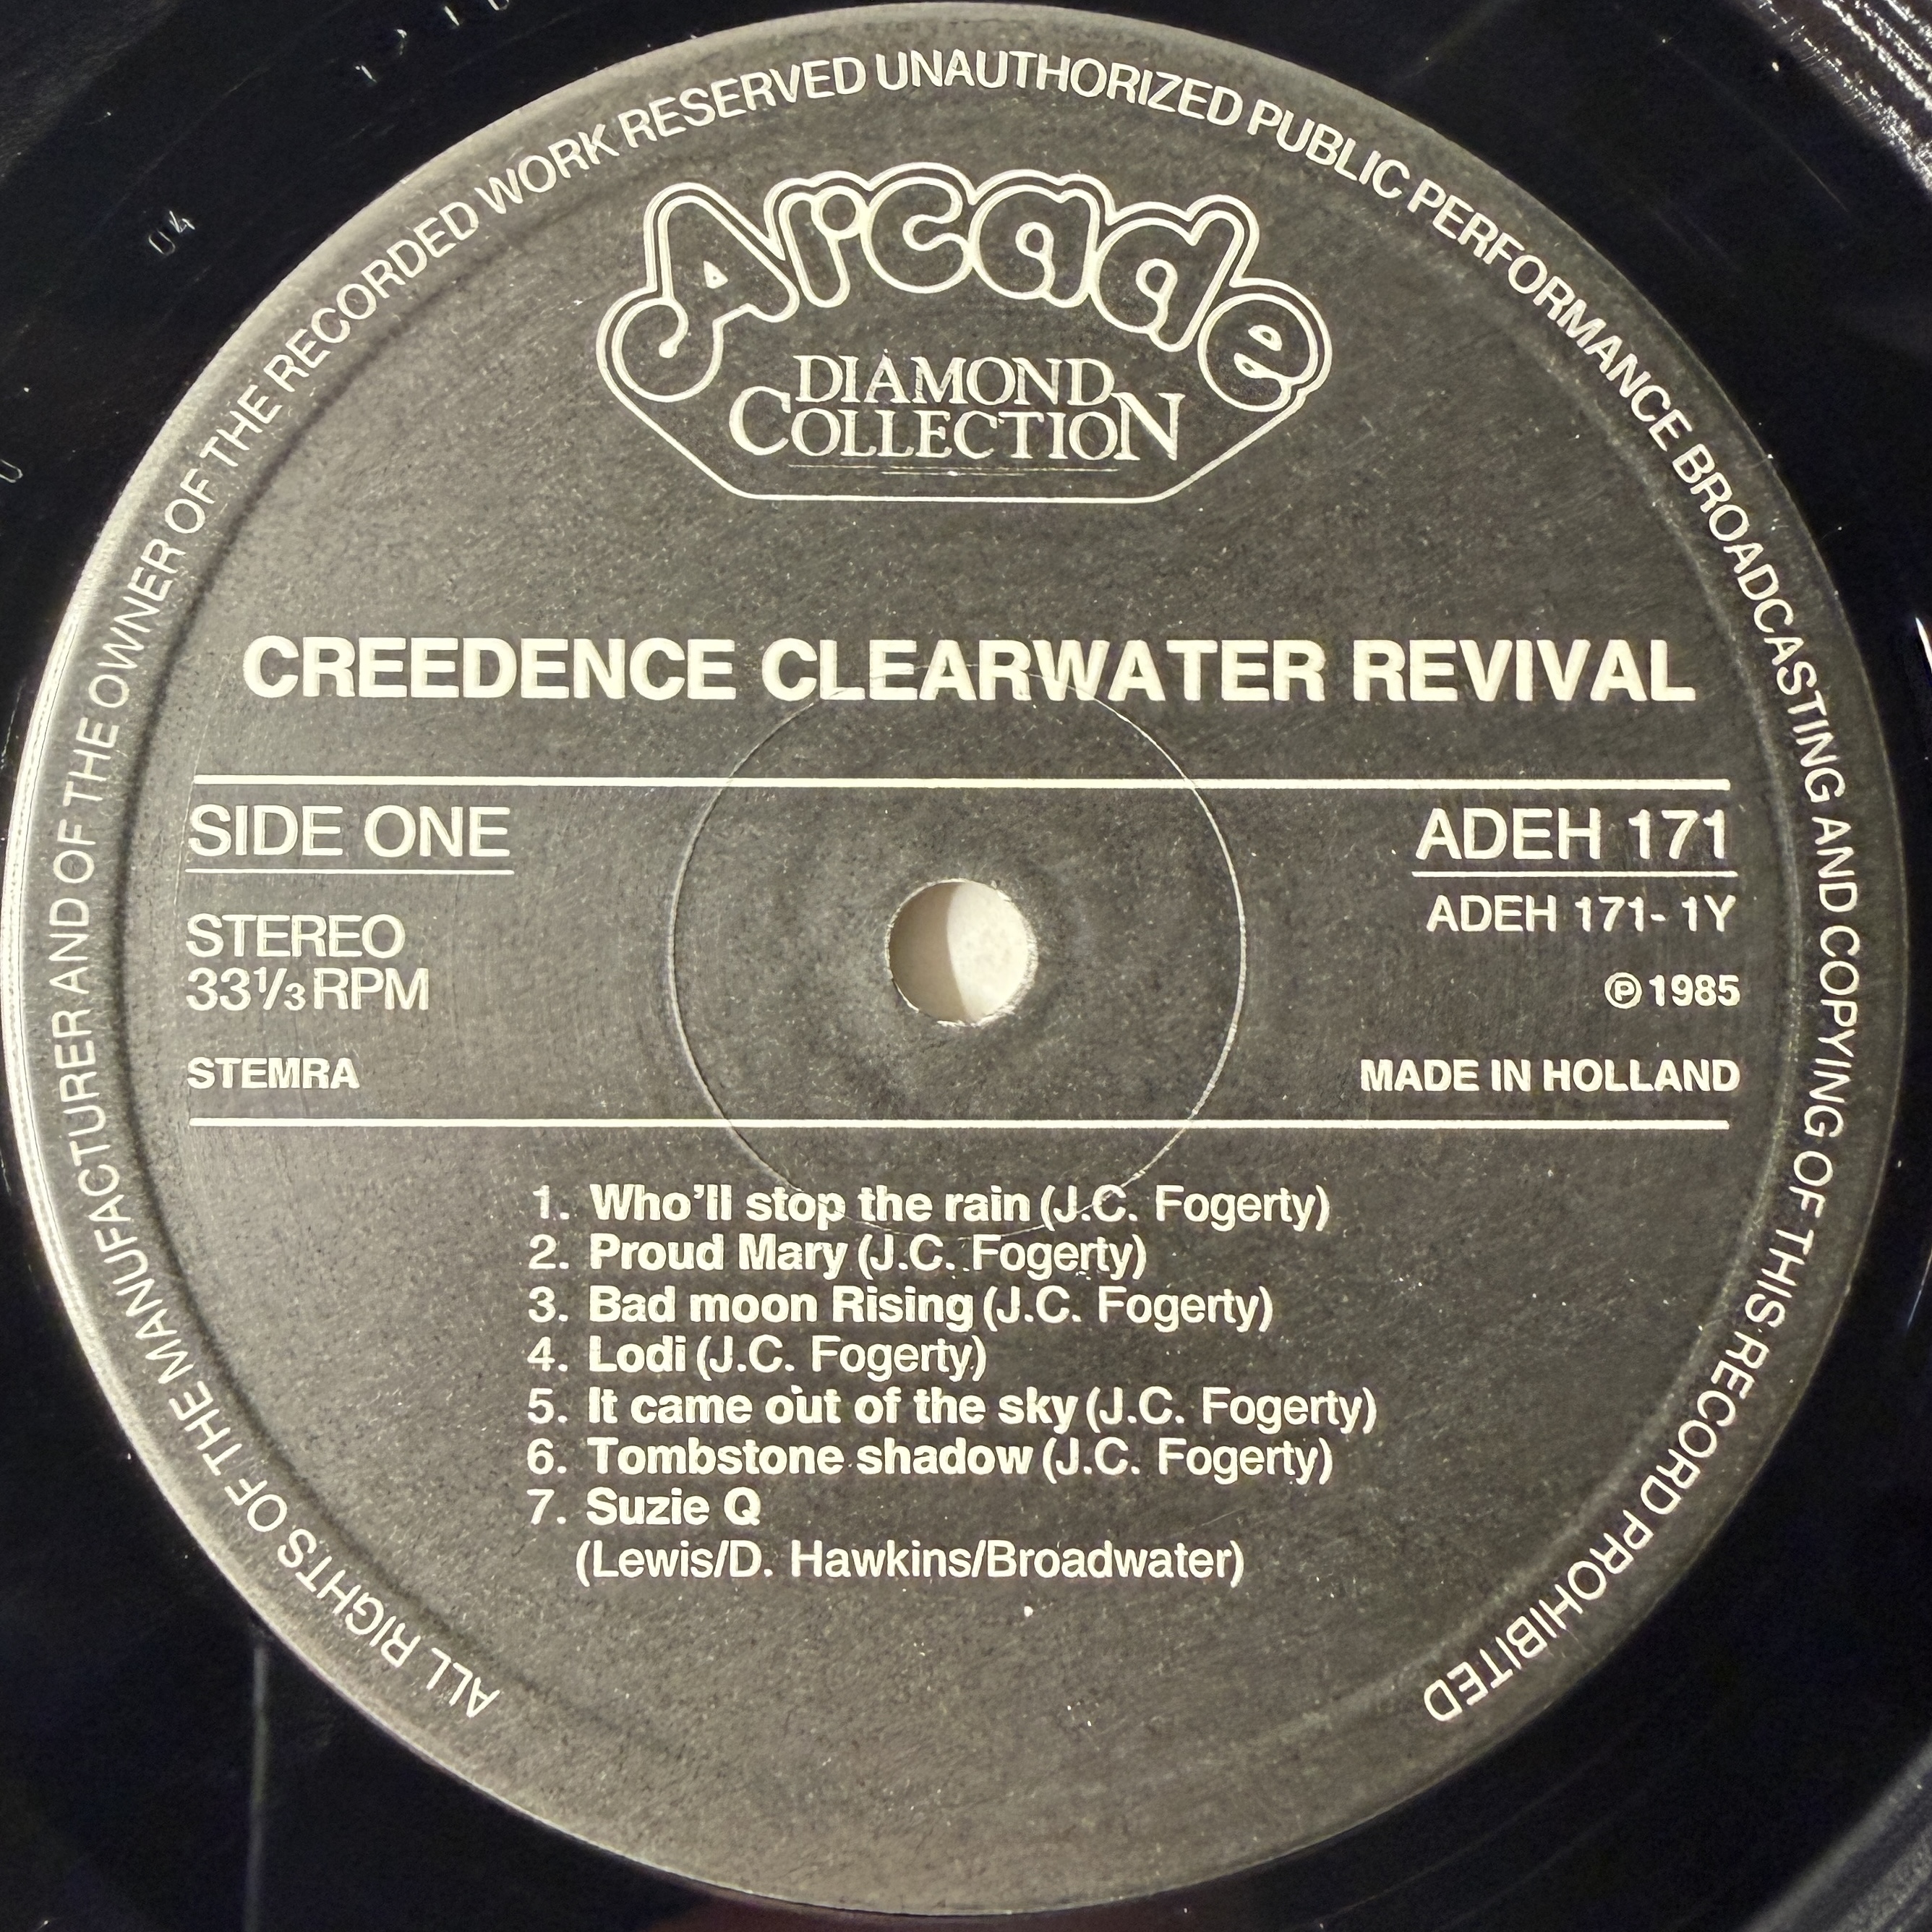 ALL RIGHTS OF THE MANUFACTURER AND OF THE OWNER OF THE RECORDED WORK RESERVED UNAUTHORIZED PUBLIC PERFORMANCE BROADCASTING AND COPYING OF THIS RECORD PROHIBITED
Arcade
DIAMOND
COLLECTION
CREEDENCE CLEARWATER REVIVAL
SIDE ONE
STEREO
33⅓ RPM
STEMRA
ADEH 171
ADEH 171-1Y
℗ 1985
MADE IN HOLLAND
1. Who'll stop the rain (J.C. Fogerty)
2. Proud Mary (J.C. Fogerty)
3. Bad moon Rising (J.C. Fogerty)
4. Lodi (J.C. Fogerty)
5. It came out of the sky (J.C. Fogerty)
6. Tombstone shadow (J.C. Fogerty)
7. Suzie Q
(Lewis/D. Hawkins/Broadwater)